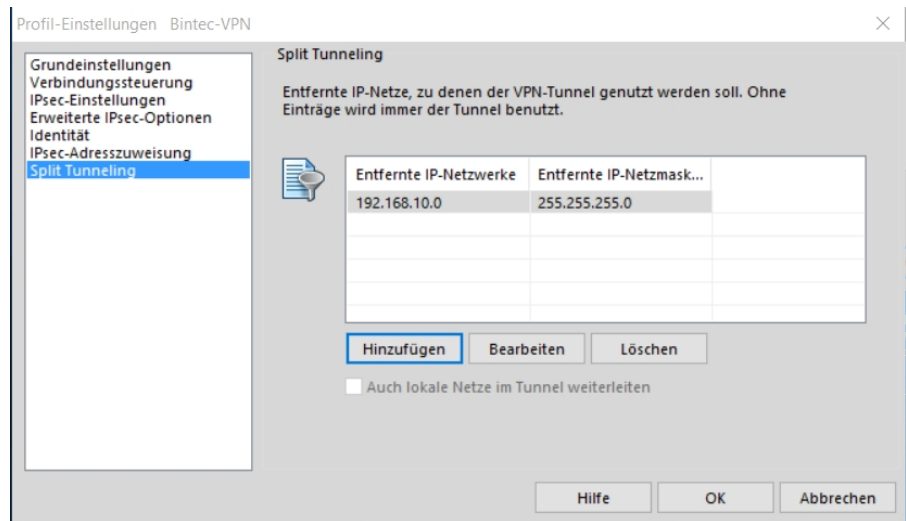 Profil-Einstellungen Bintec-VPN
Grundeinstellungen
Verbindungssteuerung
IPsec-Einstellungen
Erweiterte IPsec-Optionen
Identität
IPsec-Adresszuweisung
Split Tunneling
Split Tunneling
Entfernte IP-Netze, zu denen der VPN-Tunnel genutzt werden soll. Ohne
Einträge wird immer der Tunnel benutzt.
Entfernte IP-Netzwerke Entfernte IP-Netzmask...
192.168.10.0 255.255.255.0
Hinzufügen Bearbeiten Löschen
Auch lokale Netze im Tunnel weiterleiten
Hilfe OK Abbrechen